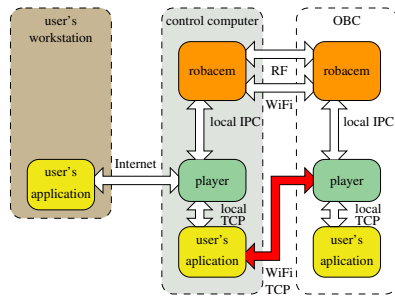 user's
workstation
control computer
OBC
robacem
robacem
RF
WiFi
local IPC
local IPC
Internet
user's
application
player
player
local
TCP
local
TCP
user's
aplication
WiFi
TCP
user's
aplication